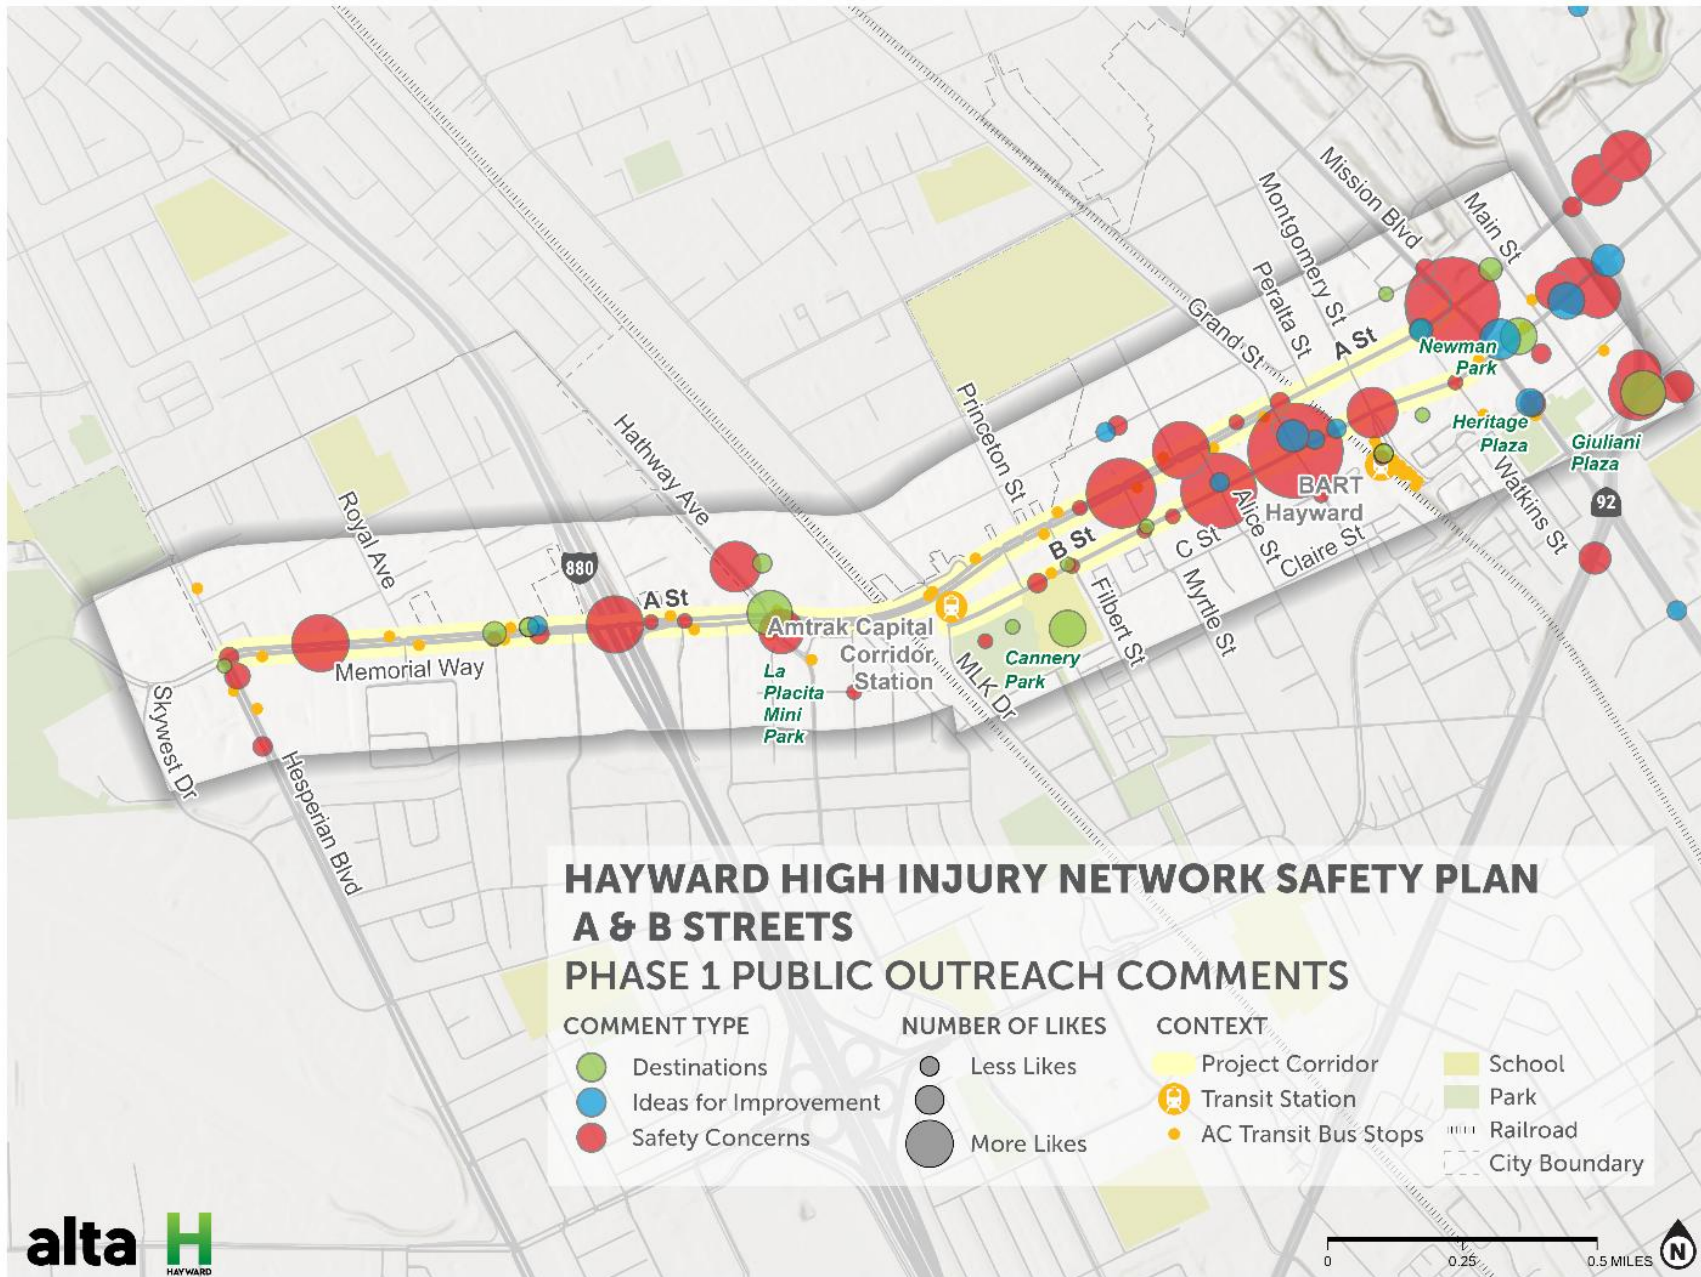 Mission Blvd
Montgomery St
Main St
Peralta St
Grand St
A St
Newman
Park
Princeton St
Hathway Ave
Heritage
Plaza
Giuliani
Plaza
Royal Ave
BART
Hayward
Watkins St
92
B St
C St
Alice St
Claire St
880
A St
Filbert St
Myrtle St
Amtrak Capital
Corridor
Station
Memorial Way
Cannery
Park
MLK Dr
La
Placita
Mini
Park
Skywest Dr
Hesperian Blvd
HAYWARD HIGH INJURY NETWORK SAFETY PLAN
A & B STREETS
PHASE 1 PUBLIC OUTREACH COMMENTS
COMMENT TYPE
Destinations
Ideas for Improvement
Safety Concerns
NUMBER OF LIKES
Less Likes
More Likes
CONTEXT
Project Corridor
Transit Station
AC Transit Bus Stops
School
Park
Railroad
City Boundary
alta H
HAYWARD
0 0.25 0.5 MILES
N